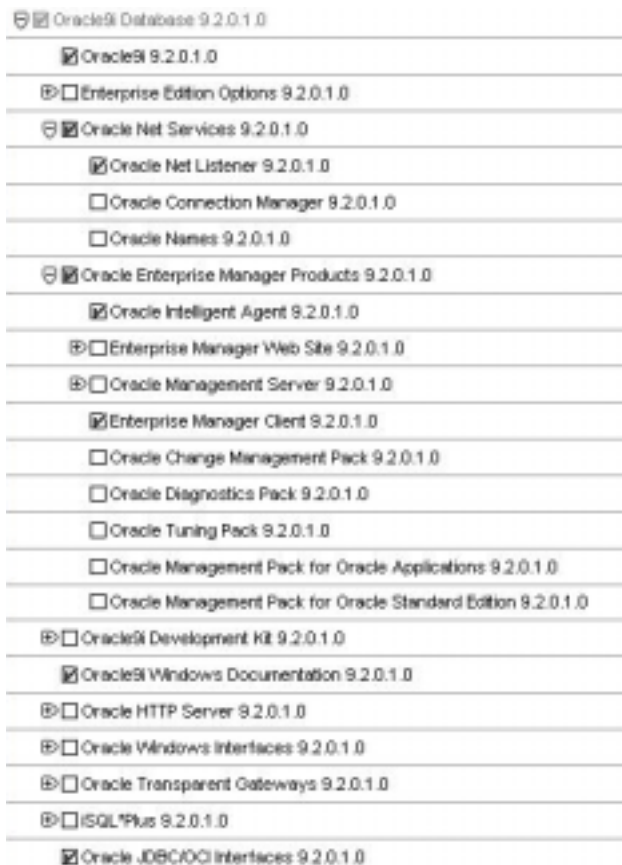 Oracle9i Database 9.2.0.1.0
Oracle9i 9.2.0.1.0
Enterprise Edition Options 9.2.0.1.0
Oracle Net Services 9.2.0.1.0
Oracle Net Listener 9.2.0.1.0
Oracle Connection Manager 9.2.0.1.0
Oracle Names 9.2.0.1.0
Oracle Enterprise Manager Products 9.2.0.1.0
Oracle Intelligent Agent 9.2.0.1.0
Enterprise Manager Web Site 9.2.0.1.0
Oracle Management Server 9.2.0.1.0
Enterprise Manager Client 9.2.0.1.0
Oracle Change Management Pack 9.2.0.1.0
Oracle Diagnostics Pack 9.2.0.1.0
Oracle Tuning Pack 9.2.0.1.0
Oracle Management Pack for Oracle Applications 9.2.0.1.0
Oracle Management Pack for Oracle Standard Edition 9.2.0.1.0
Oracle9i Development Kit 9.2.0.1.0
Oracle9i Windows Documentation 9.2.0.1.0
Oracle HTTP Server 9.2.0.1.0
Oracle Windows Interfaces 9.2.0.1.0
Oracle Transparent Gateways 9.2.0.1.0
iSQL*Plus 9.2.0.1.0
Oracle JDBC/OCI Interfaces 9.2.0.1.0